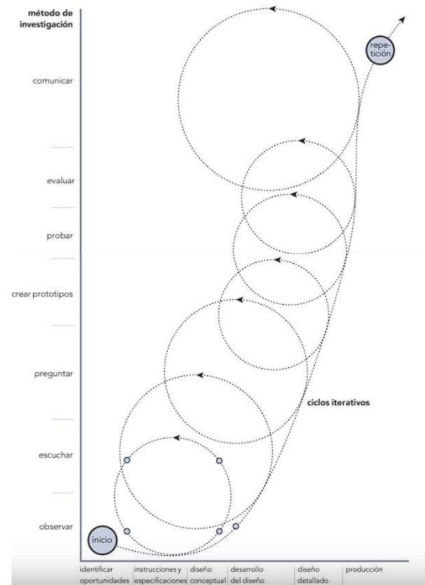 método de
investigación
repe-
tición
comunicar
evaluar
probar
crear prototipos
preguntar
ciclos iterativos
escuchar
observar
inicio
identificar
oportunidades
instrucciones y
especificaciones
diseño
conceptual
desarrollo
del diseño
diseño
detallado
producción